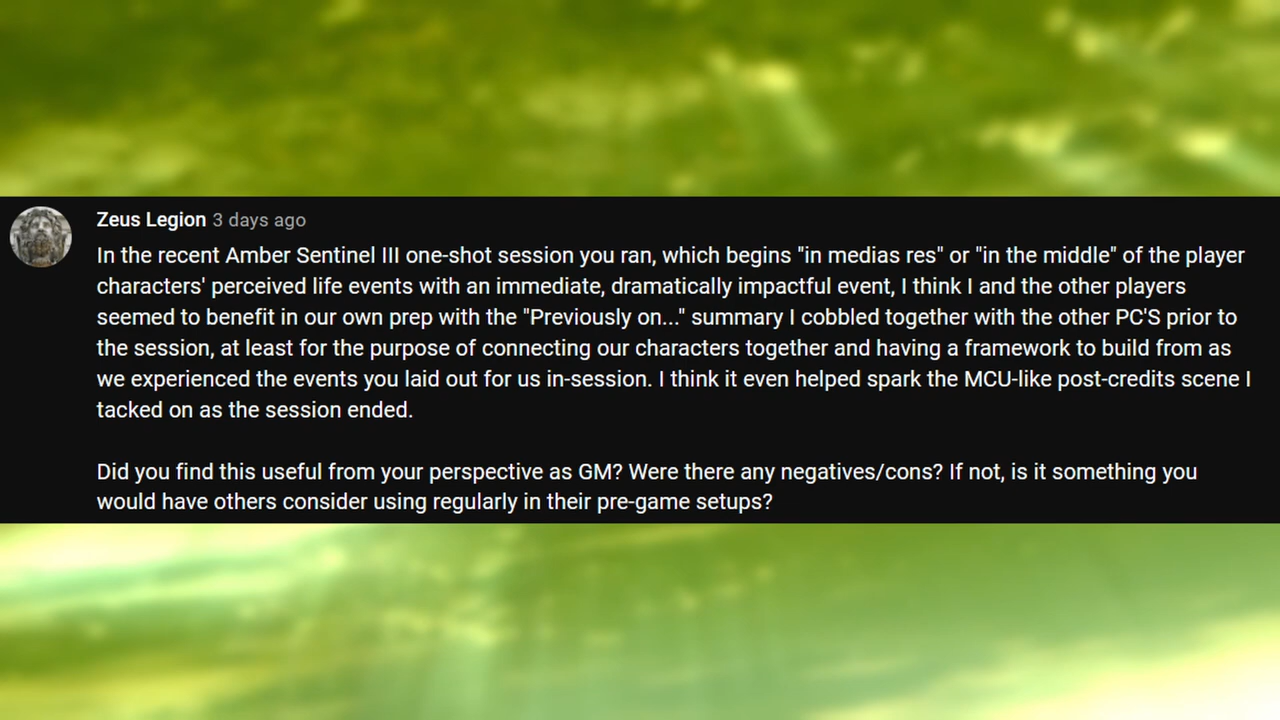 Zeus Legion 3 days ago
In the recent Amber Sentinel III one-shot session you ran, which begins "in medias res" or "in the middle" of the player
characters' perceived life events with an immediate, dramatically impactful event, I think I and the other players
seemed to benefit in our own prep with the "Previously on..." summary I cobbled together with the other PC'S prior to
the session, at least for the purpose of connecting our characters together and having a framework to build from as
we experienced the events you laid out for us in-session. I think it even helped spark the MCU-like post-credits scene I
tacked on as the session ended.
Did you find this useful from your perspective as GM? Were there any negatives/cons? If not, is it something you
would have others consider using regularly in their pre-game setups?